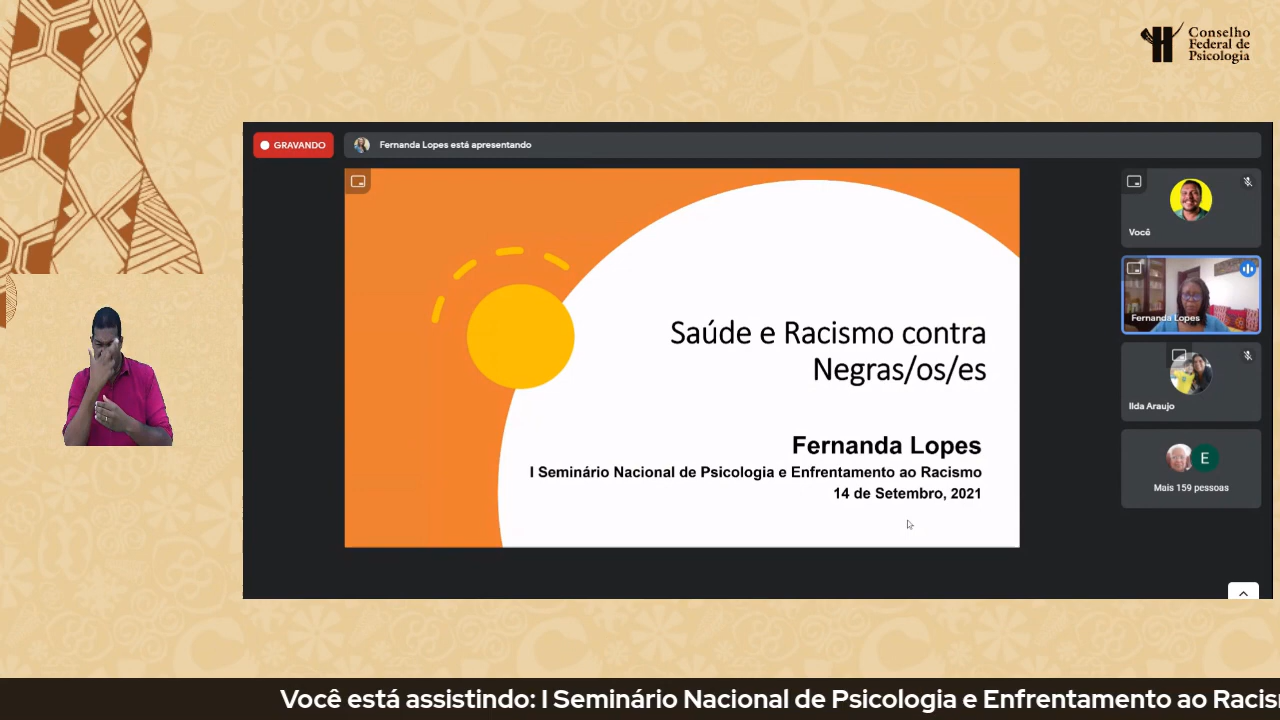 Conselho
Federal de
Psicologia
GRAVANDO
Fernanda Lopes está apresentando
Você
Fernanda Lopes
Ilda Araujo
E
Mais 159 pessoas
Saúde e Racismo contra
Negras/os/es
Fernanda Lopes
I Seminário Nacional de Psicologia e Enfrentamento ao Racismo
14 de Setembro, 2021
Você está assistindo: I Seminário Nacional de Psicologia e Enfrentamento ao Racis